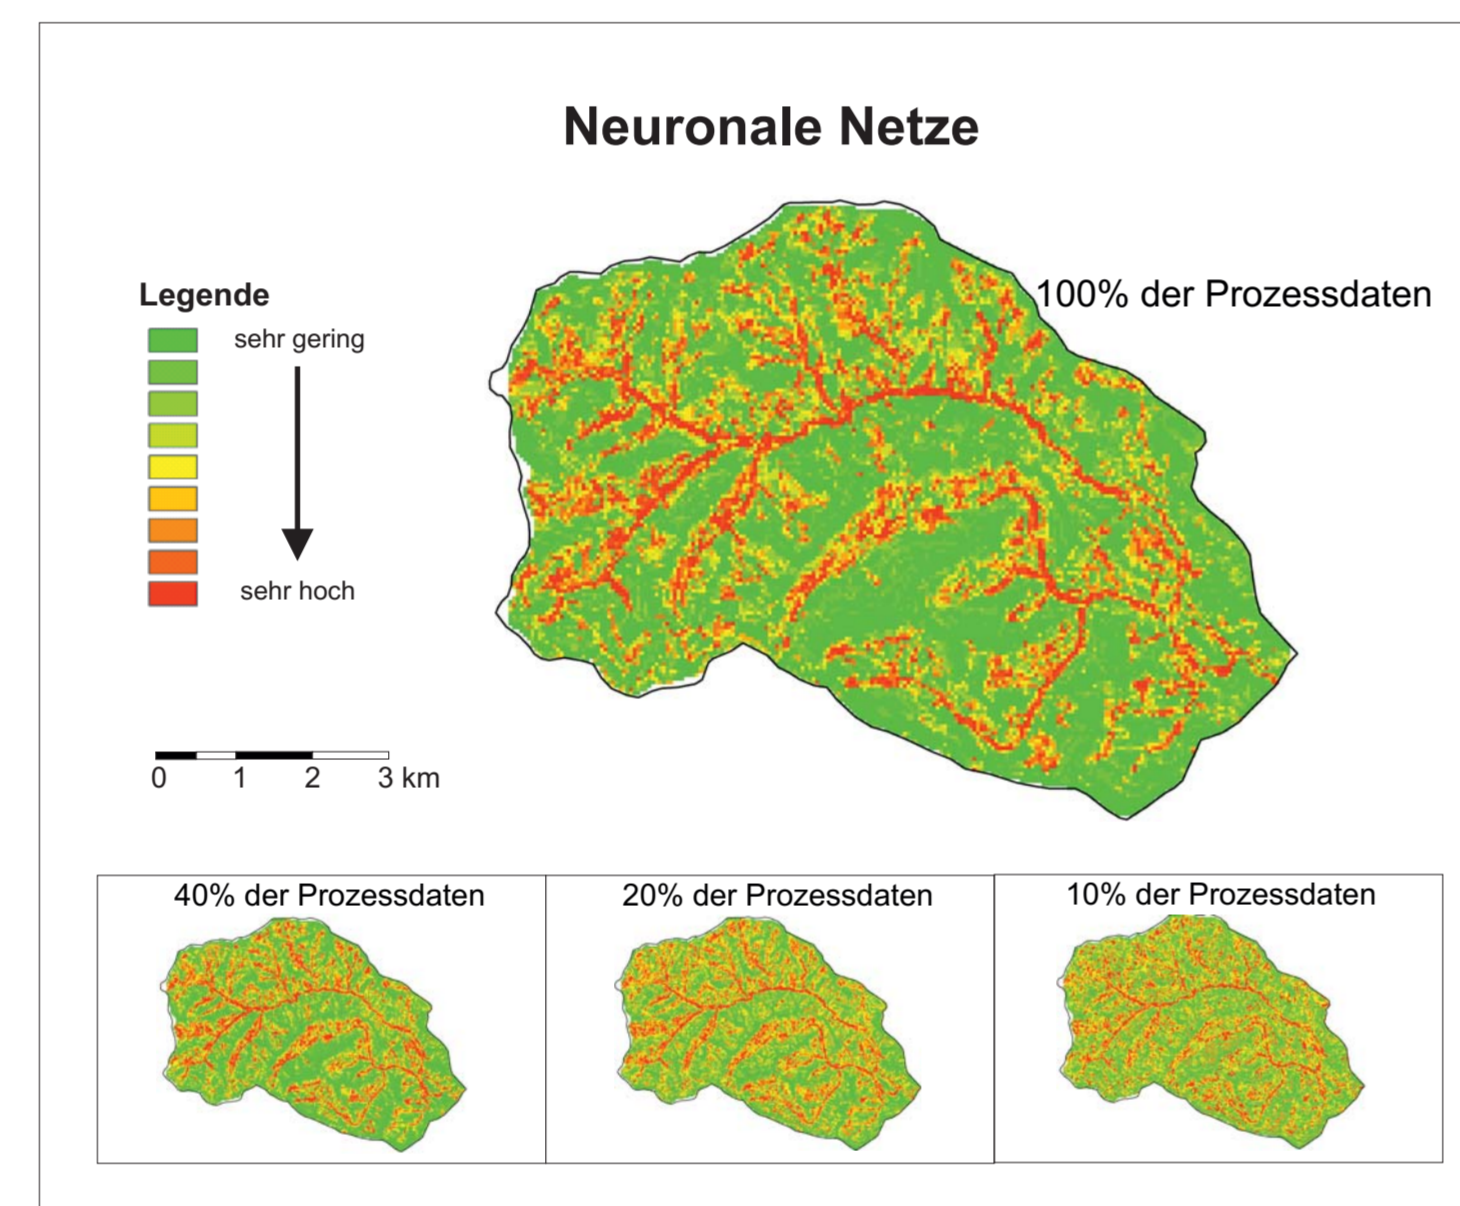 Neuronale Netze
100% der Prozessdaten
Legende
sehr gering
sehr hoch
0 1 2 3 km
40% der Prozessdaten
20% der Prozessdaten
10% der Prozessdaten